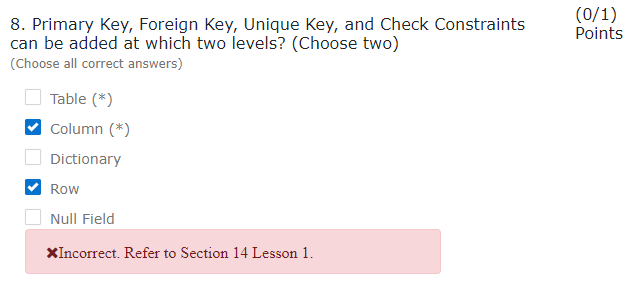 8. Primary Key, Foreign Key, Unique Key, and Check Constraints
can be added at which two levels? (Choose two)
(0/1)
Points
(Choose all correct answers)
Table (*)
Column (*)
Dictionary
Row
Null Field
✖Incorrect. Refer to Section 14 Lesson 1.